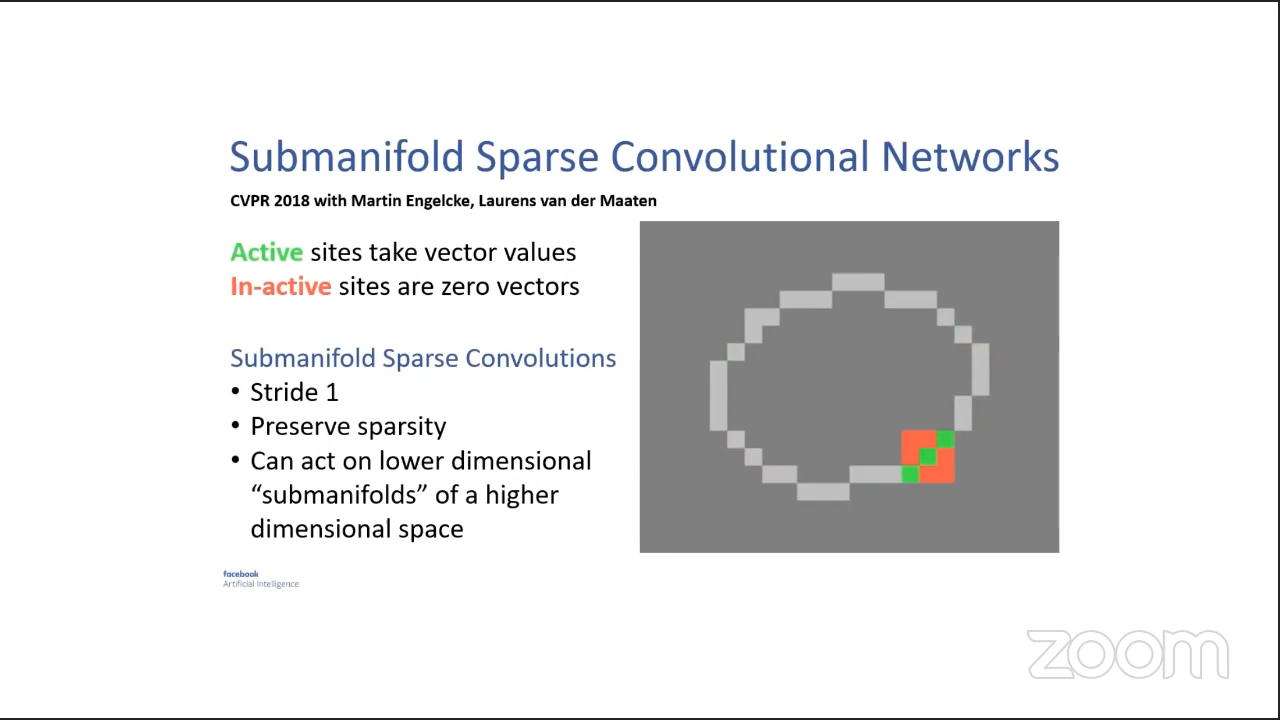 Submanifold Sparse Convolutional Networks
CVPR 2018 with Martin Engelcke, Laurens van der Maaten
Active sites take vector values
In-active sites are zero vectors
Submanifold Sparse Convolutions
• Stride 1
• Preserve sparsity
• Can act on lower dimensional
“submanifolds” of a higher
dimensional space
facebook
Artificial Intelligence
zoom